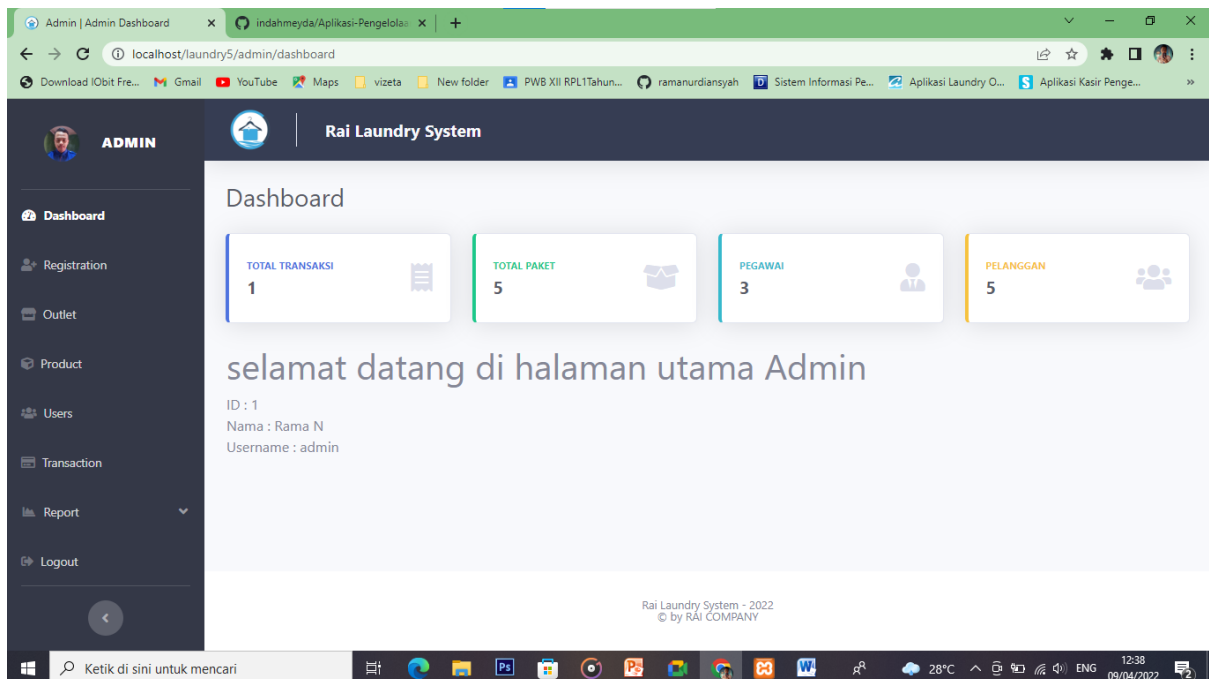 Admin | Admin Dashboard
indahmeyda/Aplikasi-Pengelolaa
localhost/laundry5/admin/dashboard
Download IObit Fre... Gmail YouTube Maps vizeta New folder PWB XII RPL1Tahun... ramanurdiansyah Sistem Informasi Pe... Aplikasi Laundry O... Aplikasi Kasir Penge... »
ADMIN
Rai Laundry System
Dashboard
Registration
Outlet
Product
Users
Transaction
Report
Logout
Dashboard
TOTAL TRANSAKSI
1
TOTAL PAKET
5
PEGAWAI
3
PELANGGAN
5
selamat datang di halaman utama Admin
ID : 1
Nama : Rama N
Username : admin
Rai Laundry System - 2022
© by RAI COMPANY
Ketik di sini untuk mencari
Ps
28°C
ENG
12:38
09/04/2022
2